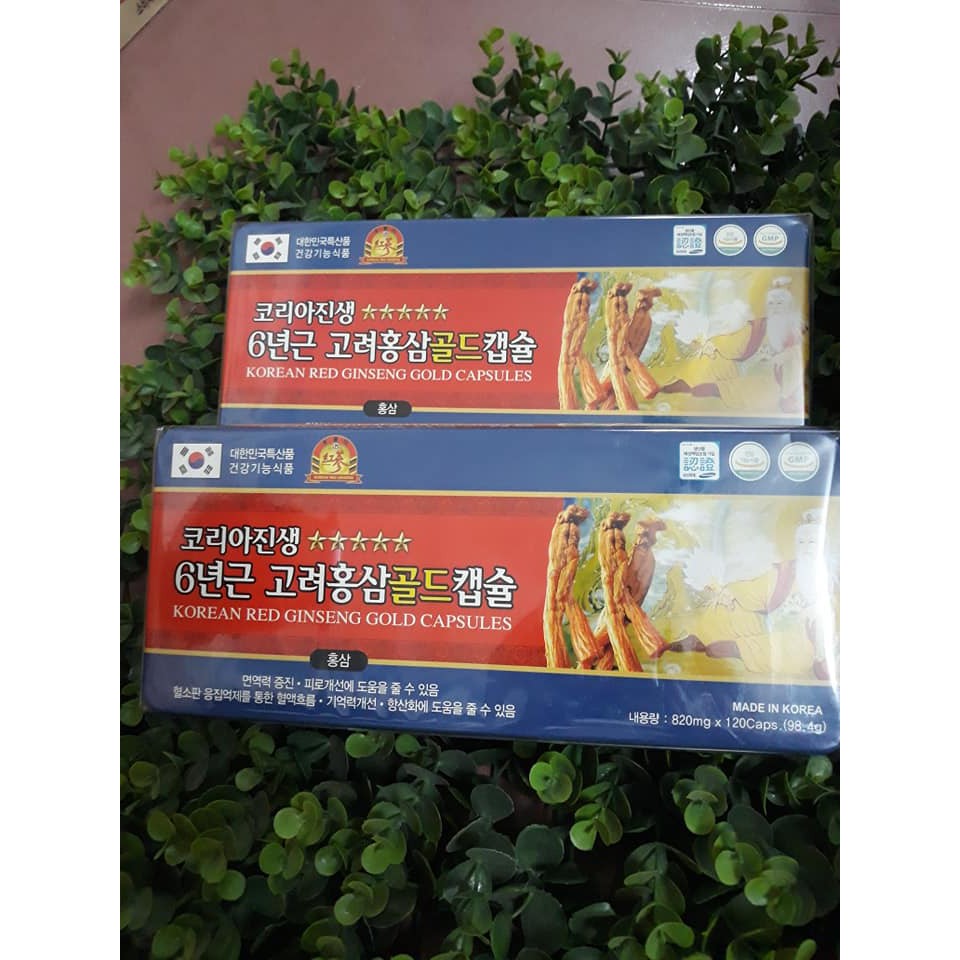 대한민국특산품
건강기능식품
GMP
코리아진생
6년근 고려홍삼골드캡슐
KOREAN RED GINSENG GOLD CAPSULES
홍삼
대한민국특산품
건강기능식품
認證
GMP
코리아진생
6년근 고려홍삼골드캡슐
KOREAN RED GINSENG GOLD CAPSULES
홍삼
면역력 증진 · 피로개선에 도움을 줄 수 있음
혈소판 응집억제를 통한 혈액흐름 · 기억력개선 · 항산화에 도움을 줄 수 있음
MADE IN KOREA
내용량 : 820mg x 120Caps.(98.4g)